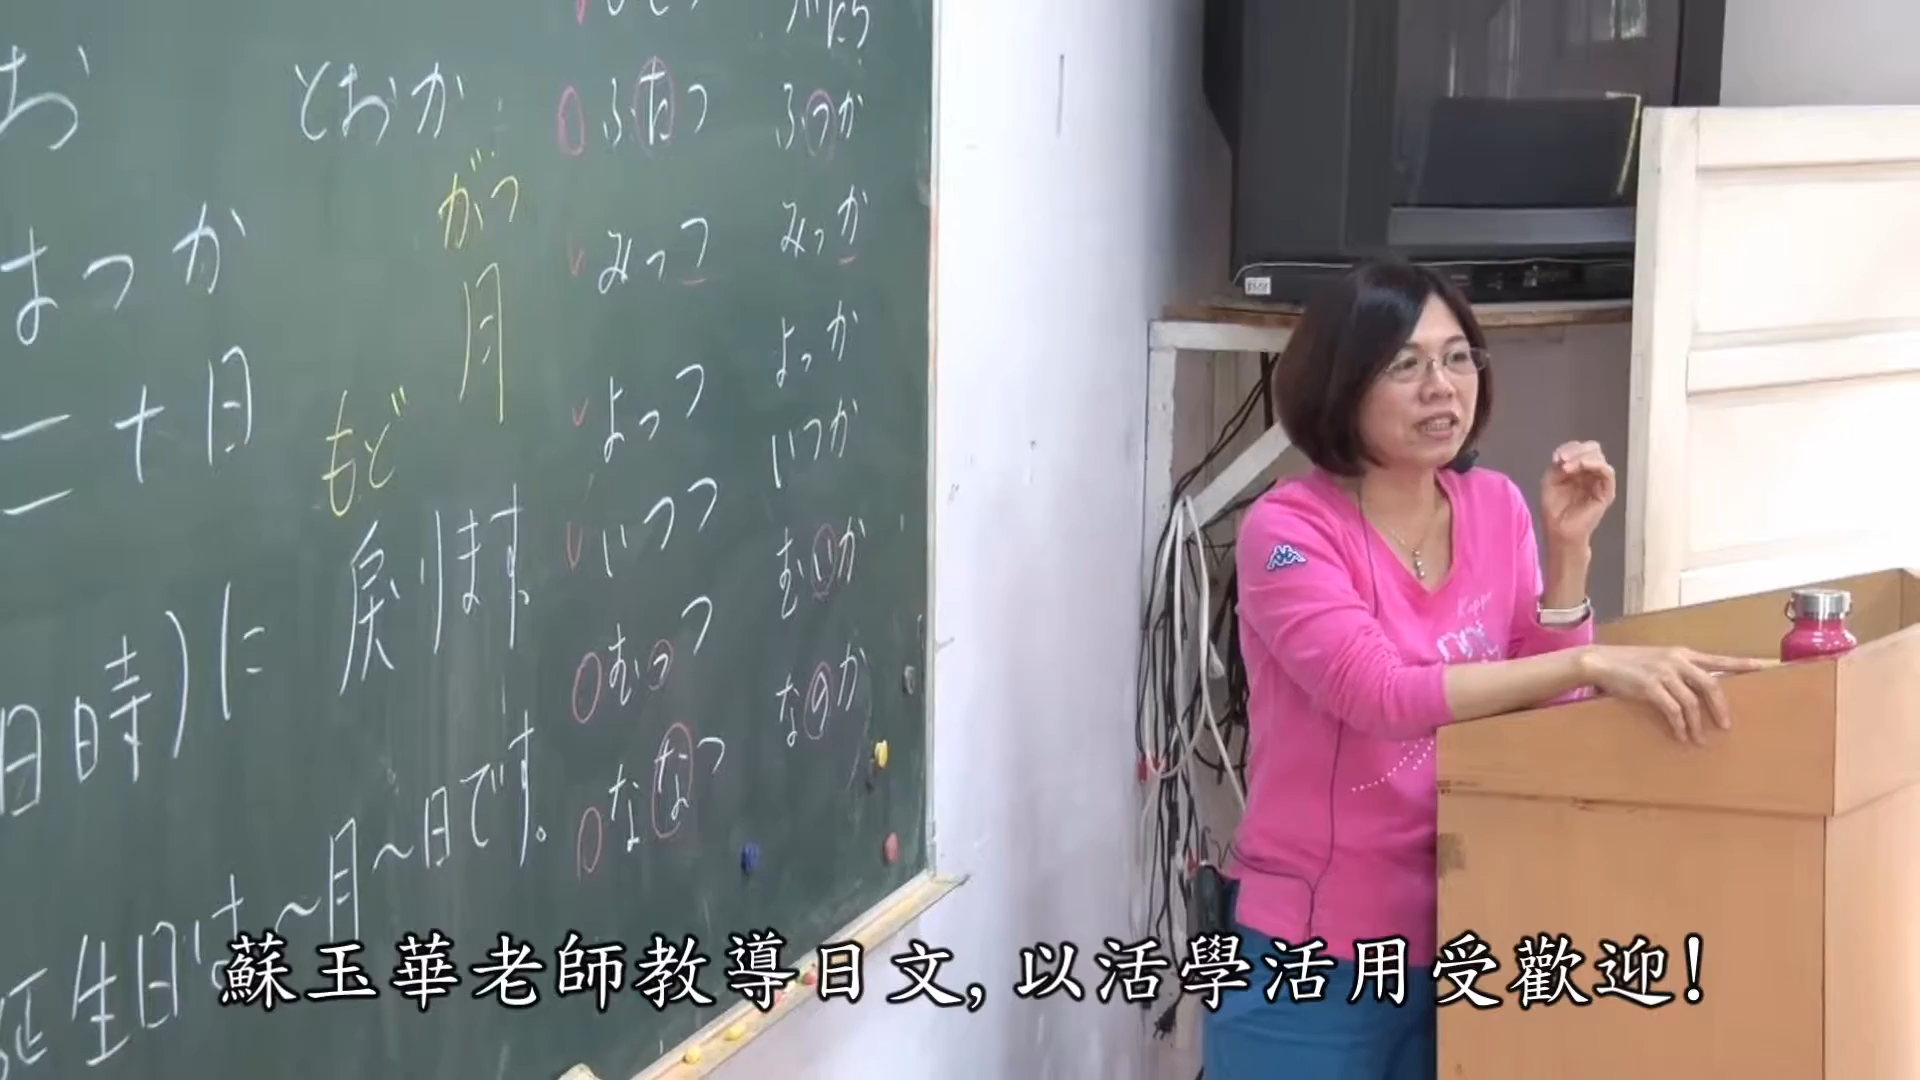 お
とおか
ふたつ
ふつか
がつ
月
みっつ
みっか
はつか
よっか
二十日
もど
よっつ
いつか
戻ります。
いつつ
むいか
日時)に
むっつ
なのか
ななつ
誕生日は〜月〜日です。
蘇玉華老師教導日文,以活學活用受歡迎!
Kappa